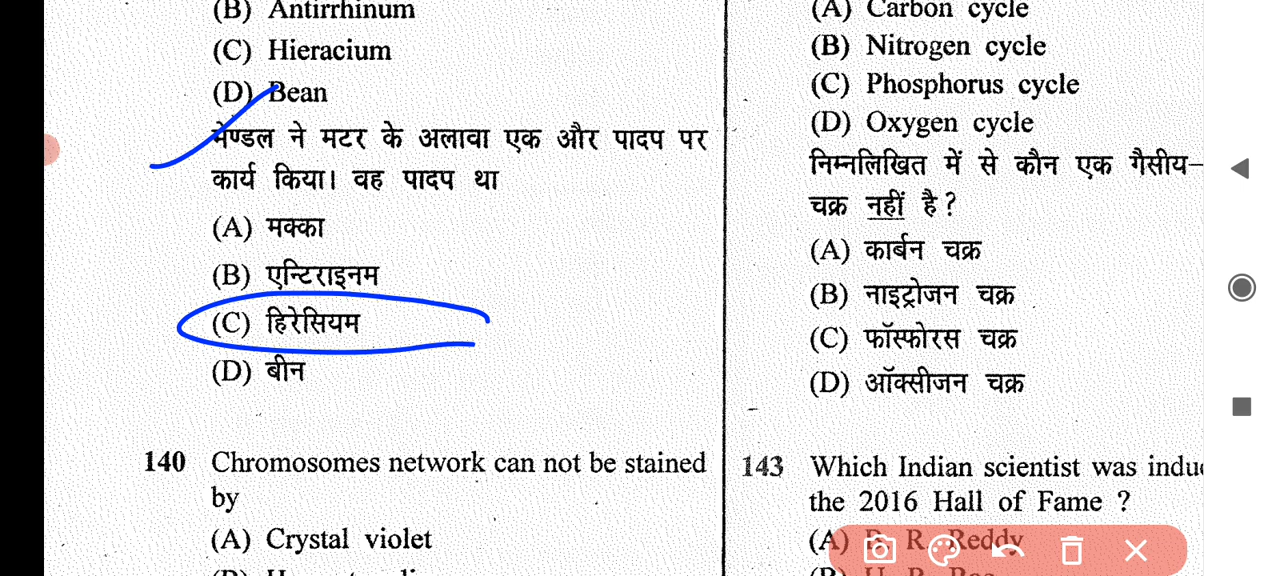 (B) Antirrhinum
(C) Hieracium
(D) Bean
मेण्डल ने मटर के अलावा एक और पादप पर
कार्य किया। वह पादप था
(A) मक्का
(B) एन्टिराइनम
(C) हिरेसियम
(D) बीन
140 Chromosomes network can not be stained
by
(A) Crystal violet
(A) Carbon cycle
(B) Nitrogen cycle
(C) Phosphorus cycle
(D) Oxygen cycle
निम्नलिखित में से कौन एक गैसीय–
चक्र नहीं है?
(A) कार्बन चक्र
(B) नाइट्रोजन चक्र
(C) फॉस्फोरस चक्र
(D) ऑक्सीजन चक्र
143 Which Indian scientist was
the 2016 Hall of Fame ?
(A) R. Reddy